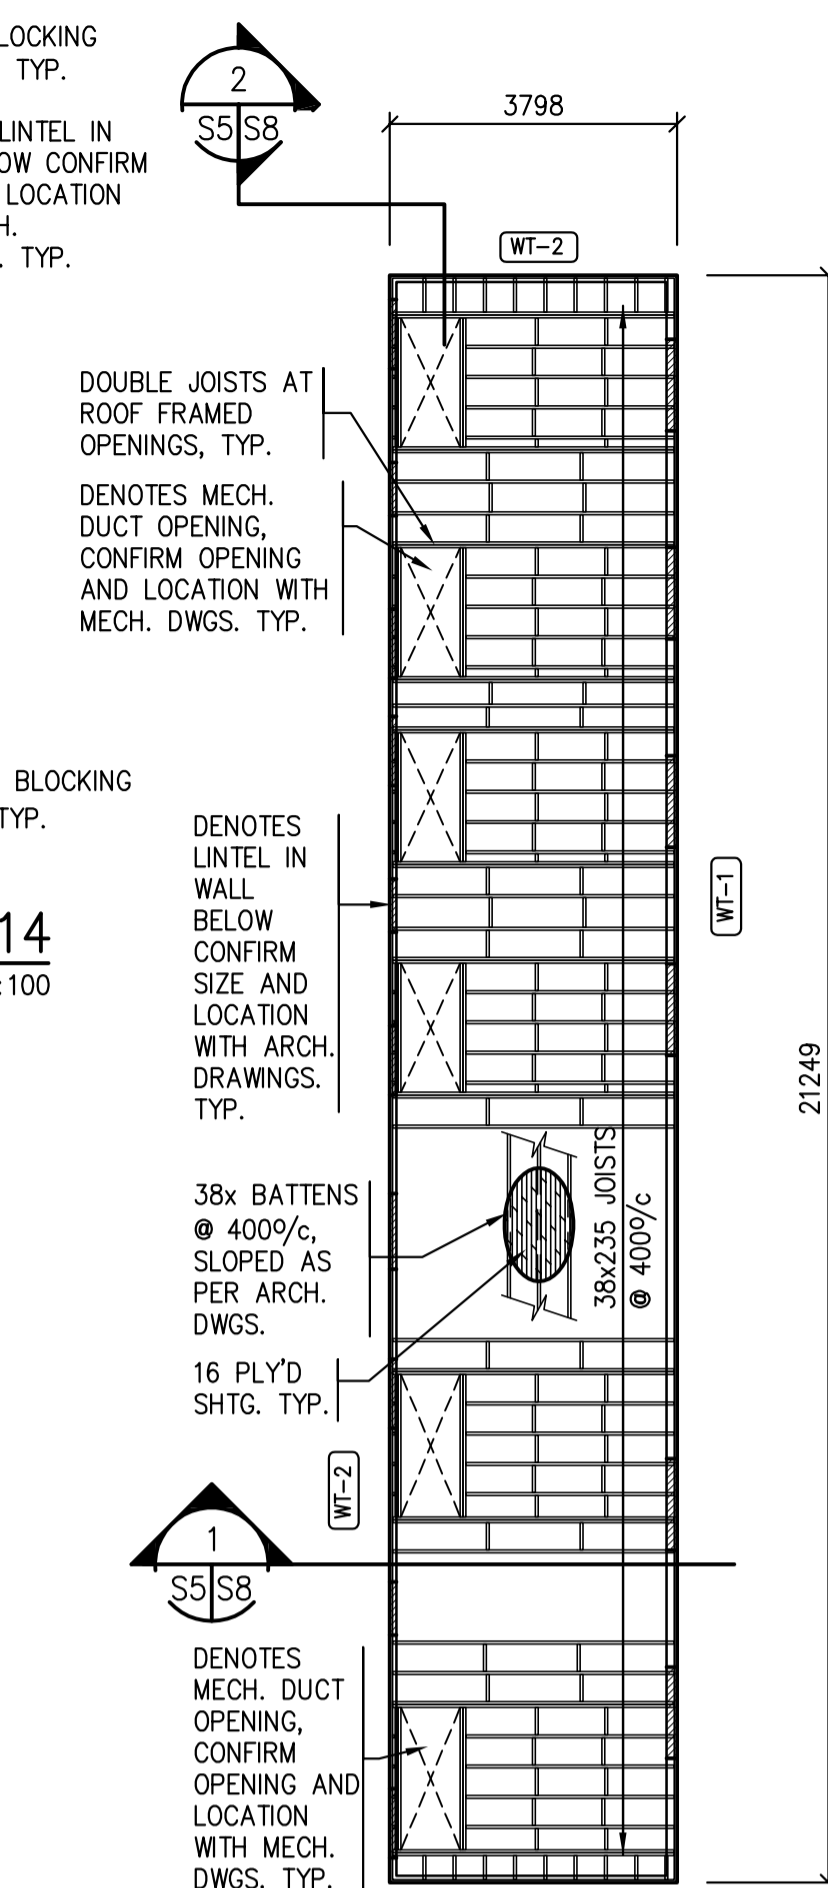 LOCKING
TYP.
LINTEL IN
OW CONFIRM
LOCATION
H.
. TYP.
2
S5 S8
3798
WT-2
DOUBLE JOISTS AT
ROOF FRAMED
OPENINGS, TYP.
DENOTES MECH.
DUCT OPENING,
CONFIRM OPENING
AND LOCATION WITH
MECH. DWGS. TYP.
BLOCKING
TYP.
14
:100
DENOTES
LINTEL IN
WALL
BELOW
CONFIRM
SIZE AND
LOCATION
WITH ARCH.
DRAWINGS.
TYP.
WT-1
21249
38x BATTENS
@ 400o/c,
SLOPED AS
PER ARCH.
DWGS.
38x235 JOISTS
@ 400o/c
16 PLY'D
SHTG. TYP.
WT-2
1
S5 S8
DENOTES
MECH. DUCT
OPENING,
CONFIRM
OPENING AND
LOCATION
WITH MECH.
DWGS. TYP.